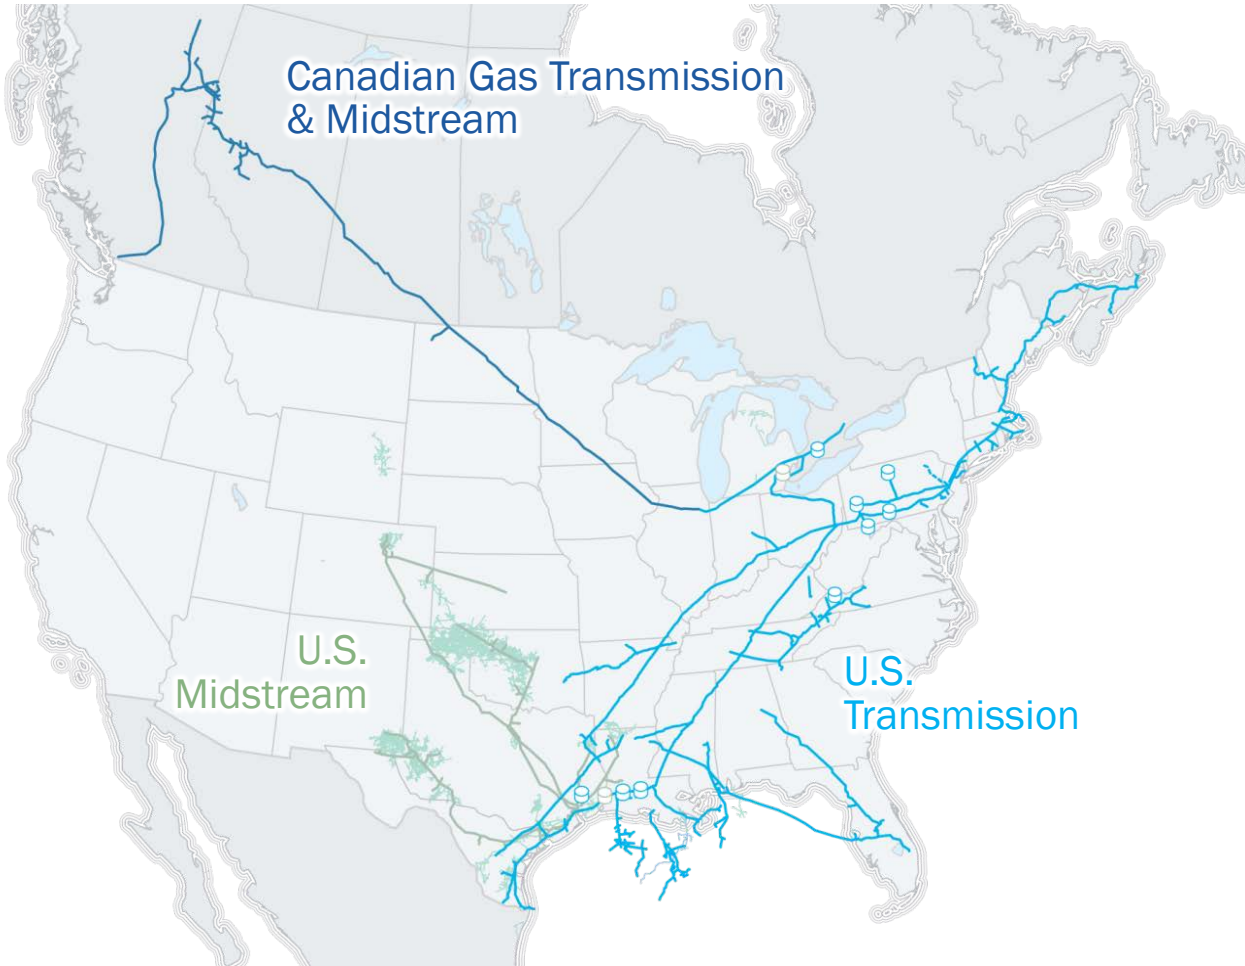 Canadian Gas Transmission
& Midstream
U.S.
Midstream
U.S.
Transmission